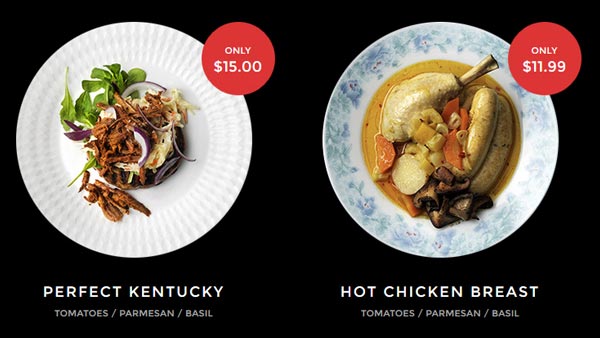 ONLY
$15.00
PERFECT KENTUCKY
TOMATOES / PARMESAN / BASIL
ONLY
$11.99
HOT CHICKEN BREAST
TOMATOES / PARMESAN / BASIL